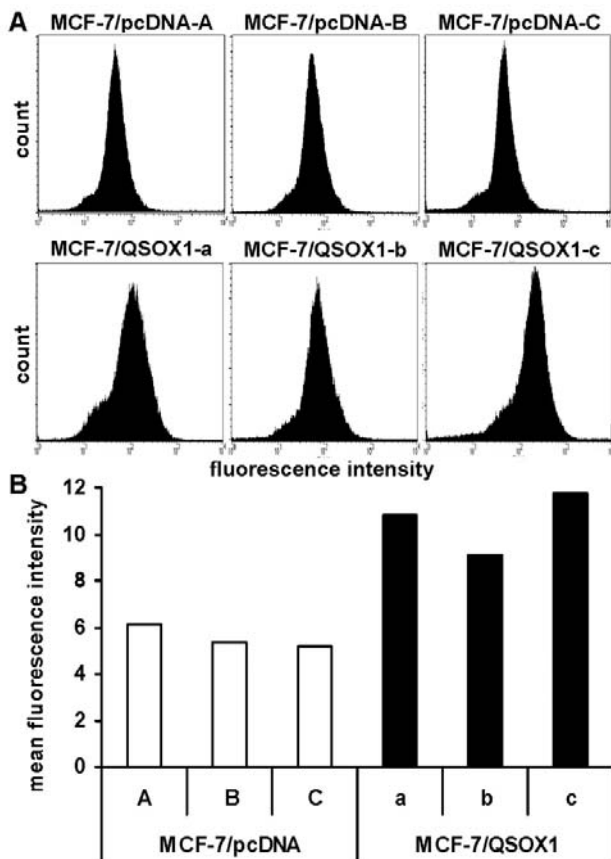 A
MCF-7/pcDNA-A MCF-7/pcDNA-B MCF-7/pcDNA-C
count
MCF-7/QSOX1-a MCF-7/QSOX1-b MCF-7/QSOX1-c
count
fluorescence intensity
B
mean fluorescence intensity
12
10
8
6
4
2
0
A B C a b c
MCF-7/pcDNA MCF-7/QSOX1